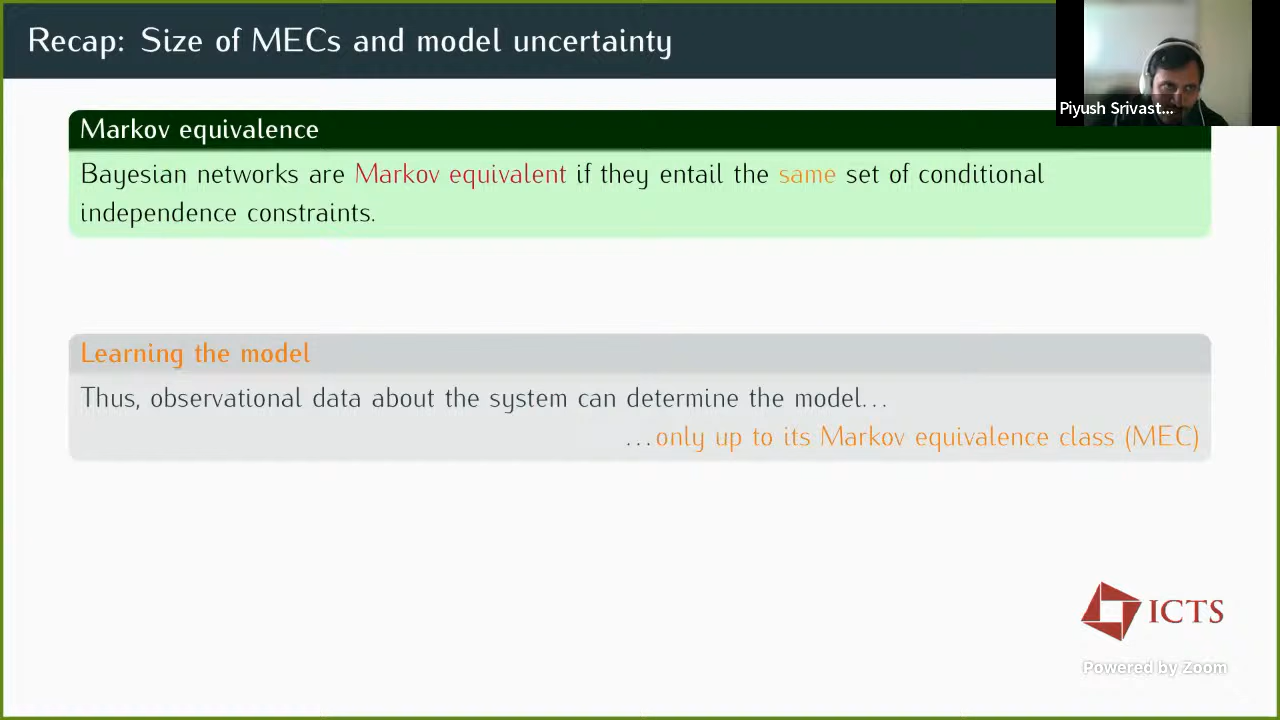 Recap: Size of MECs and model uncertainty
Piyush Srivast...
Markov equivalence
Bayesian networks are Markov equivalent if they entail the same set of conditional
independence constraints.
Learning the model
Thus, observational data about the system can determine the model...
...only up to its Markov equivalence class (MEC)
ICTS
Powered by Zoom